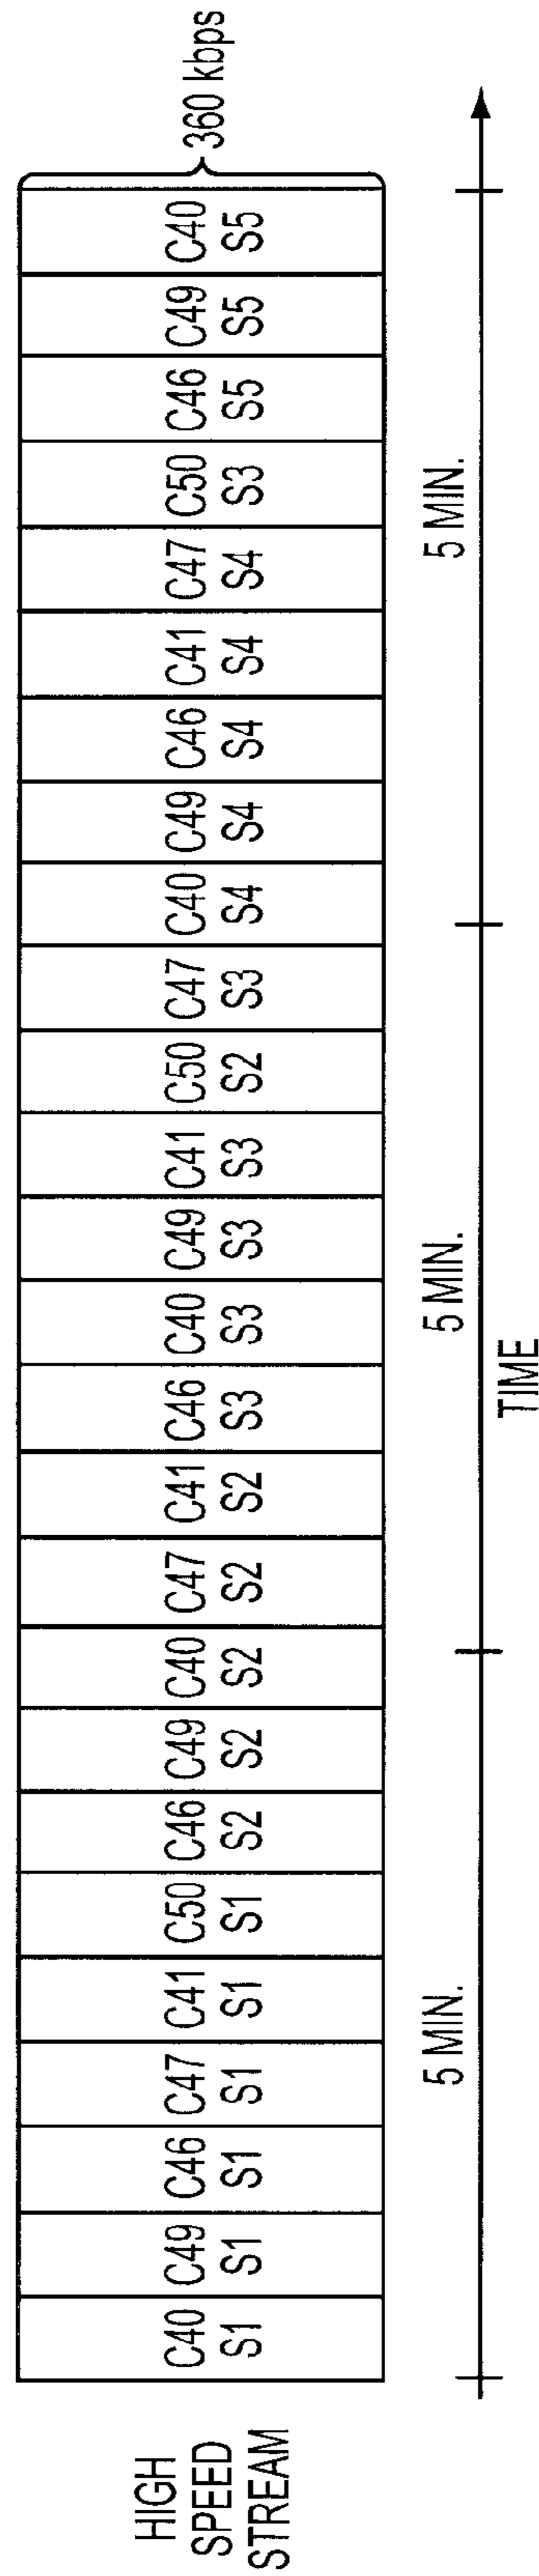 HIGH
SPEED
STREAM
C40
S1
C49
S1
C46
S1
C47
S1
C41
S1
C50
S1
C46
S2
C49
S2
C40
S2
C47
S2
C41
S2
C46
S3
C40
S3
C49
S3
C41
S3
C50
S2
C47
S3
C40
S4
C49
S4
C46
S4
C41
S4
C47
S4
C50
S3
C46
S5
C49
S5
C40
S5
360 kbps
5 MIN.
5 MIN.
5 MIN.
TIME